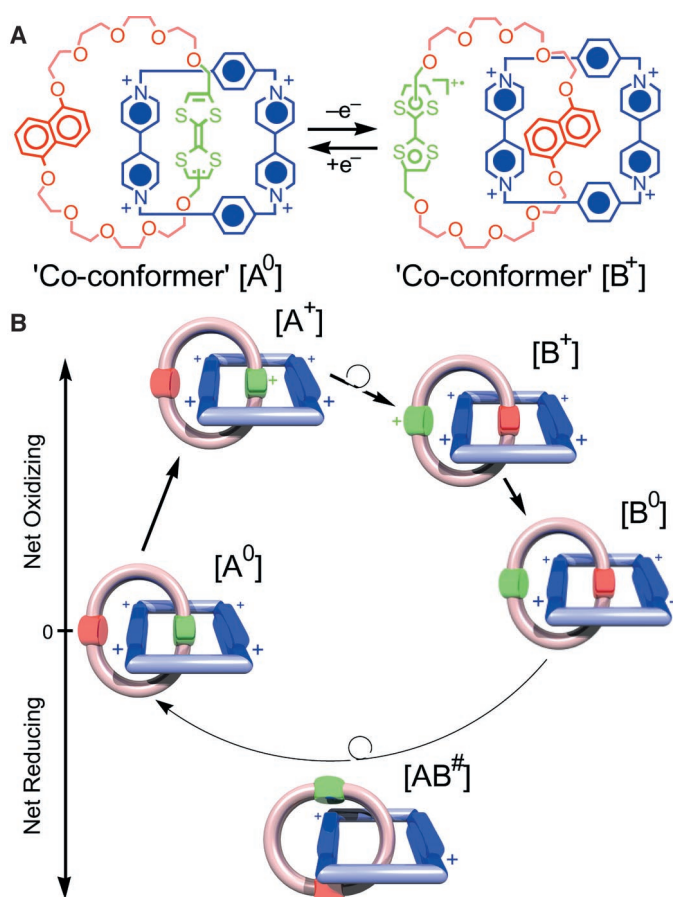 A
O O O O O O O O
S S S S
N+ N+ N+ N+
–e–
+e–
+•
O O O O O O O O
S S S S
N+ N+ N+ N+
'Co-conformer' [A⁰]
'Co-conformer' [B⁺]
B
[A⁺]
[B⁺]
[B⁰]
[A⁰]
[AB#]
Net Oxidizing
0
Net Reducing